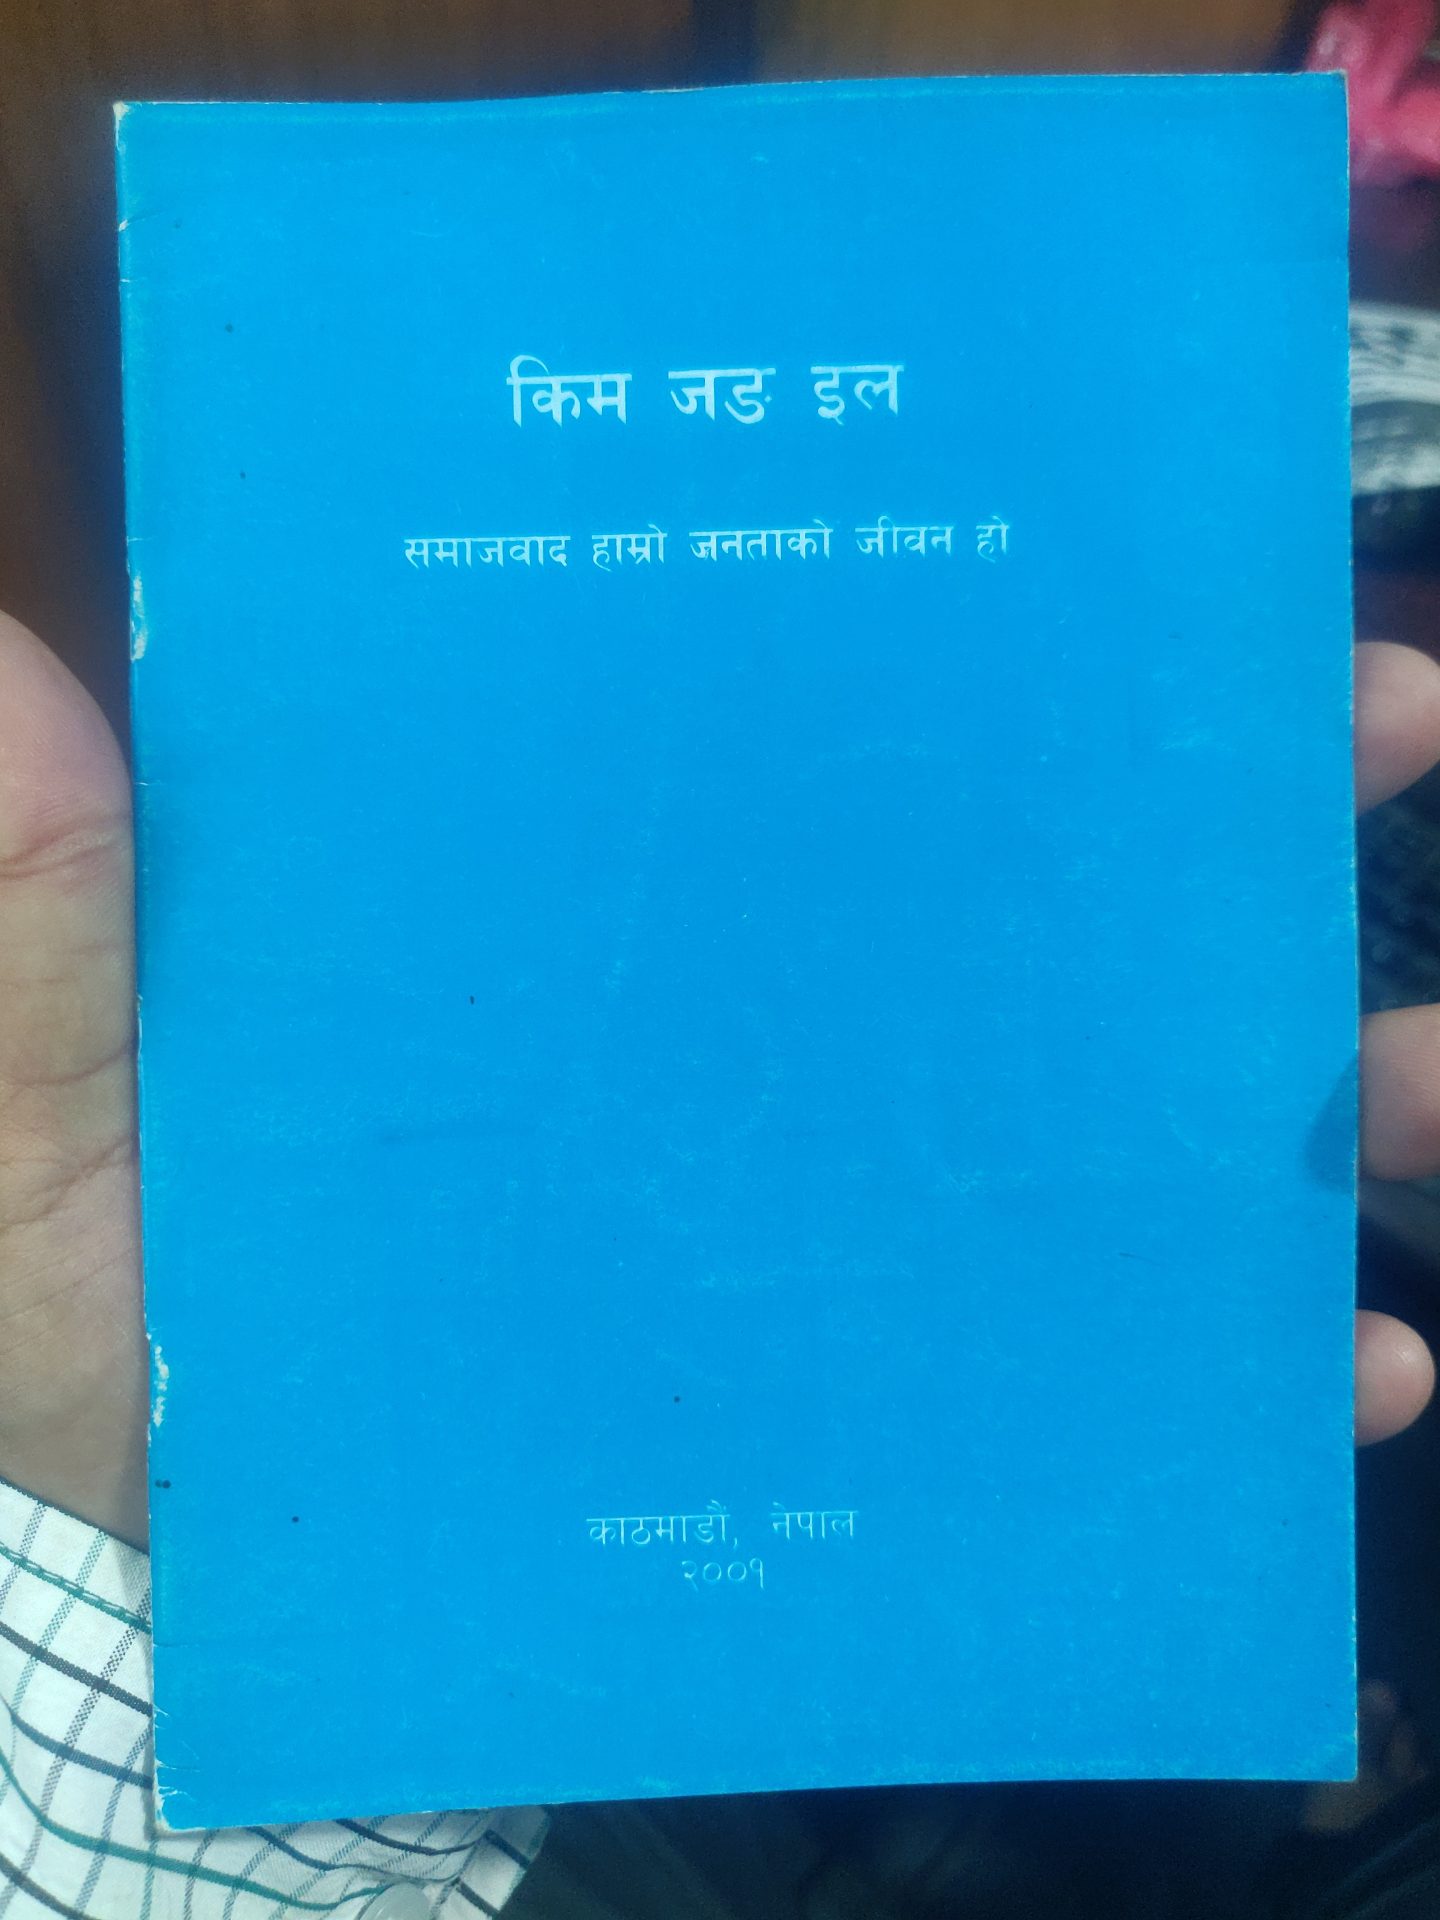 किम जङ इल
समाजवाद हाम्रो जनताको जीवन हो
काठमाडौं, नेपाल
२००१